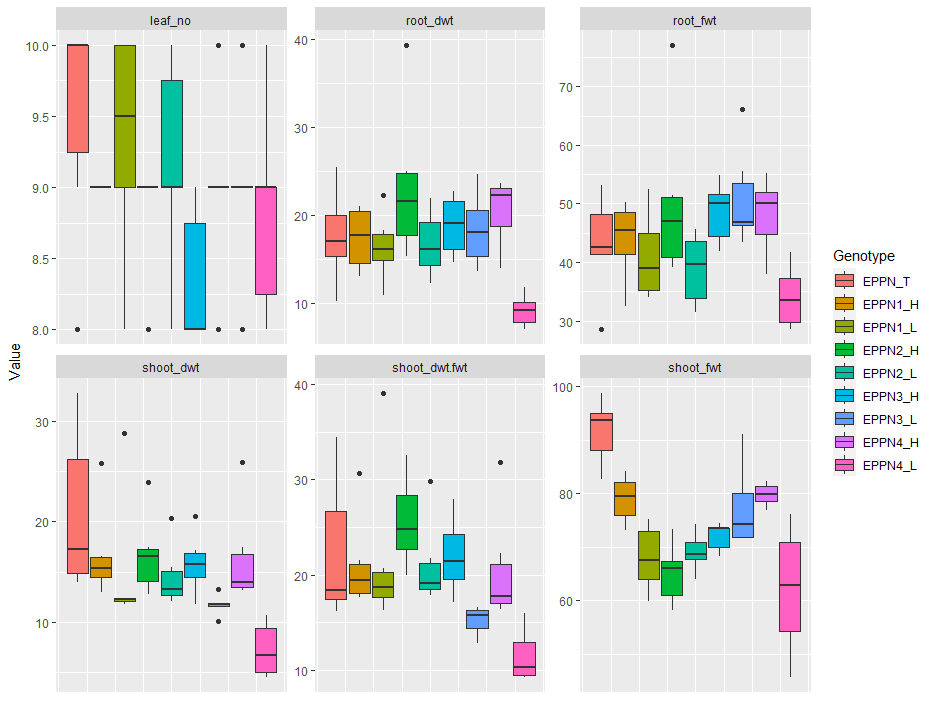 leaf_no
root_dwt
root_fwt
10.0
9.5
9.0
8.5
8.0
40
30
20
10
70
60
50
40
30
Value
shoot_dwt
shoot_dwt.fwt
shoot_fwt
30
20
10
40
30
20
10
100
80
60
Genotype
EPPN_T
EPPN1_H
EPPN1_L
EPPN2_H
EPPN2_L
EPPN3_H
EPPN3_L
EPPN4_H
EPPN4_L